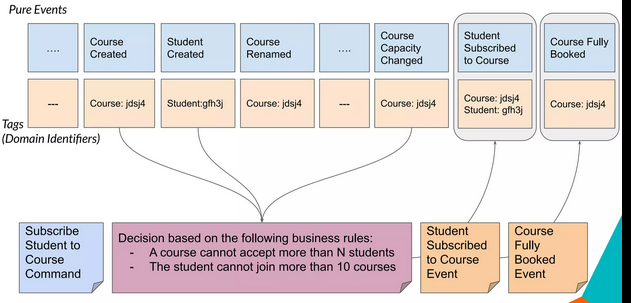 Pure Events
....
Course
Created
Student
Created
Course
Renamed
....
Course
Capacity
Changed
Student
Subscribed
to Course
Course Fully
Booked
---
Course: jdsj4
Student:gfh3j
Course: jdsj4
---
Course: jdsj4
Course: jdsj4
Student: gfh3j
Course: jdsj4
Tags
(Domain Identifiers)
Subscribe
Student to
Course
Command
Decision based on the following business rules:
- A course cannot accept more than N students
- The student cannot join more than 10 courses
Student
Subscribed
to Course
Event
Course
Fully
Booked
Event